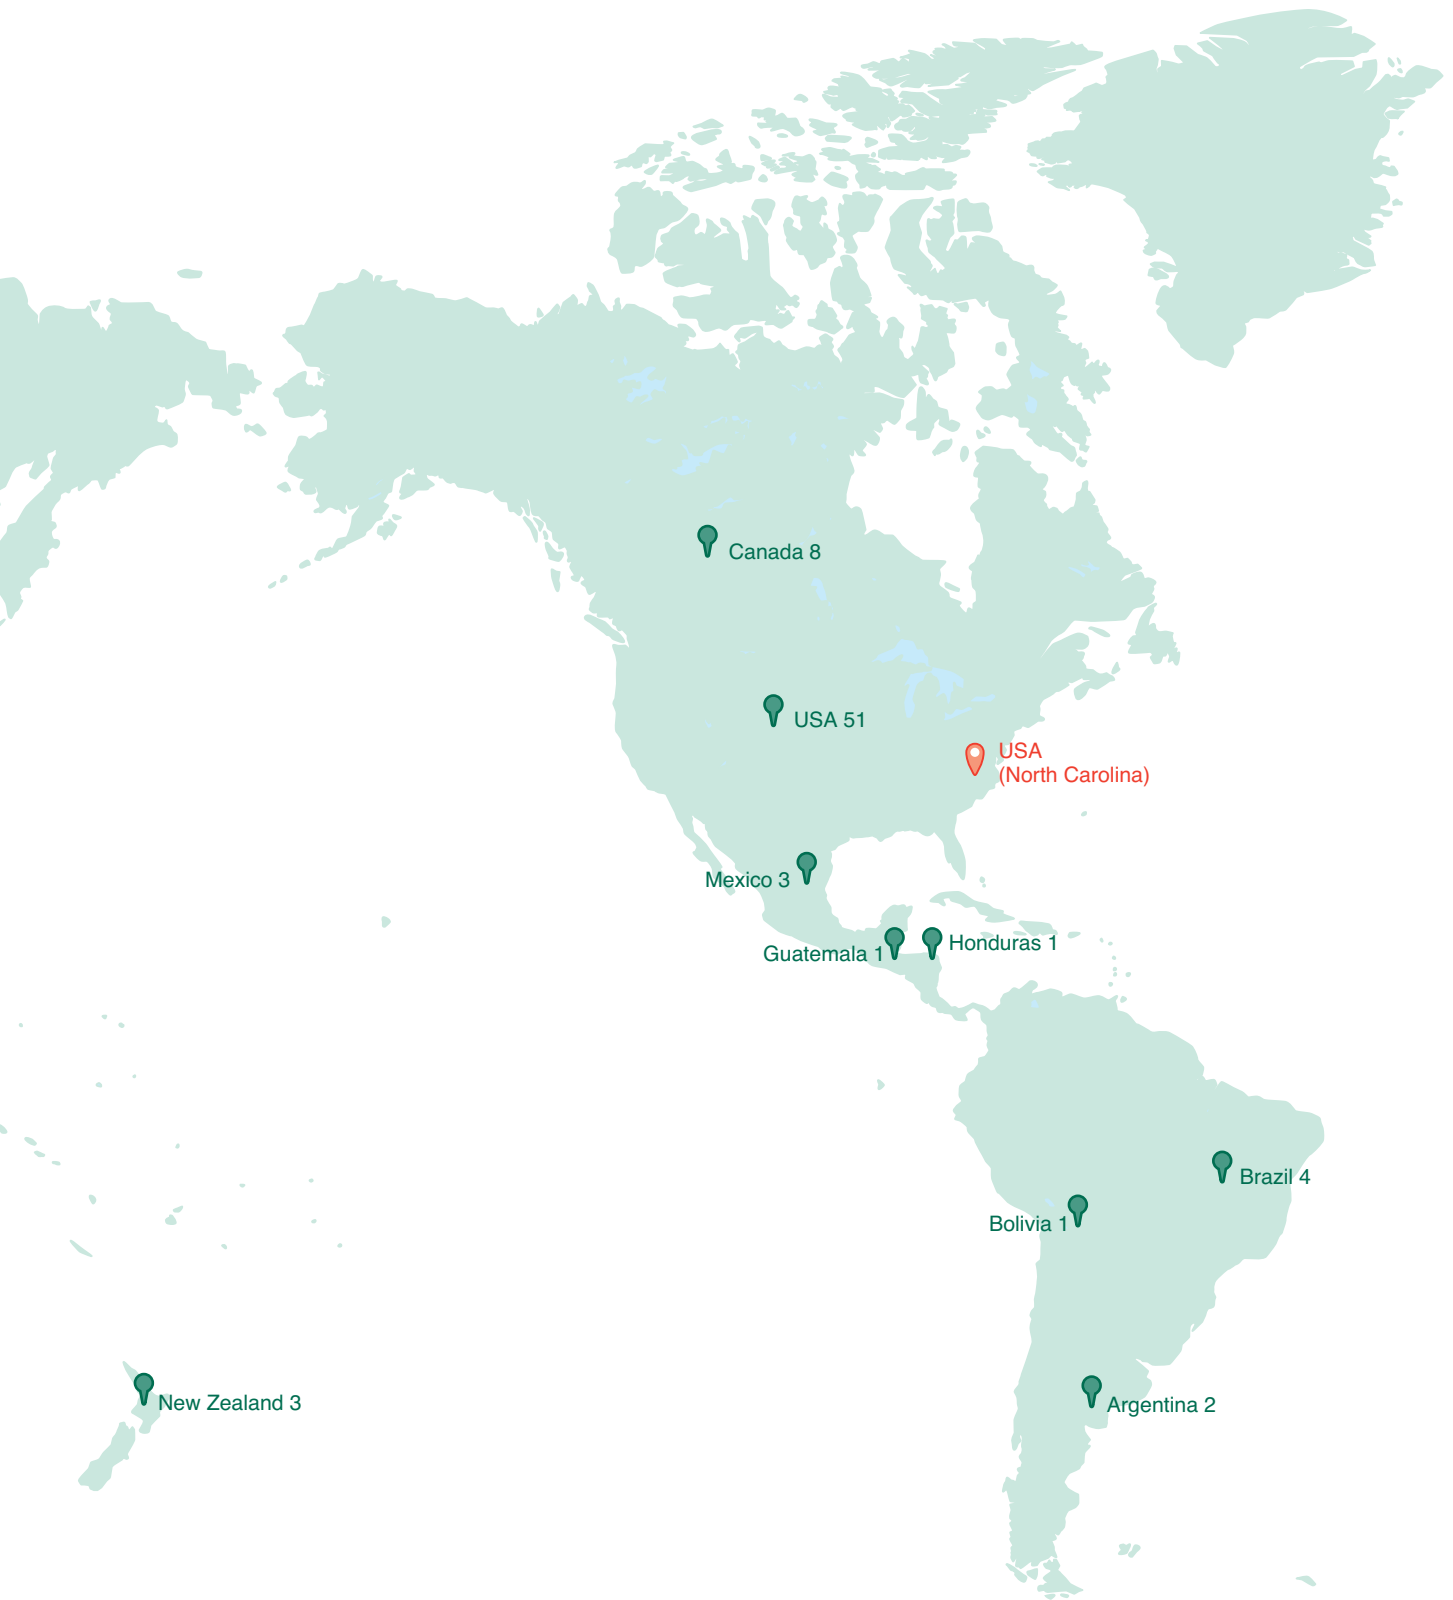 Canada 8
USA 51
USA
(North Carolina)
Mexico 3
Guatemala 1
Honduras 1
Brazil 4
Bolivia 1
New Zealand 3
Argentina 2